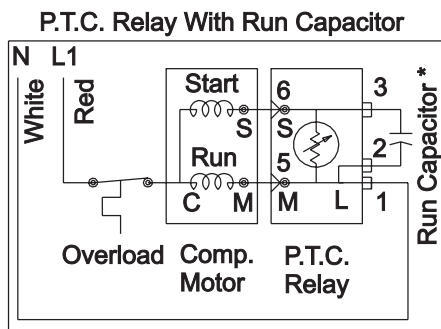 P.T.C. Relay With Run Capacitor
N L1
White
Red
Start
Run
S
C
M
6
S
5
M
L
3
2
1
Run Capacitor *
Overload
Comp.
Motor
P.T.C.
Relay